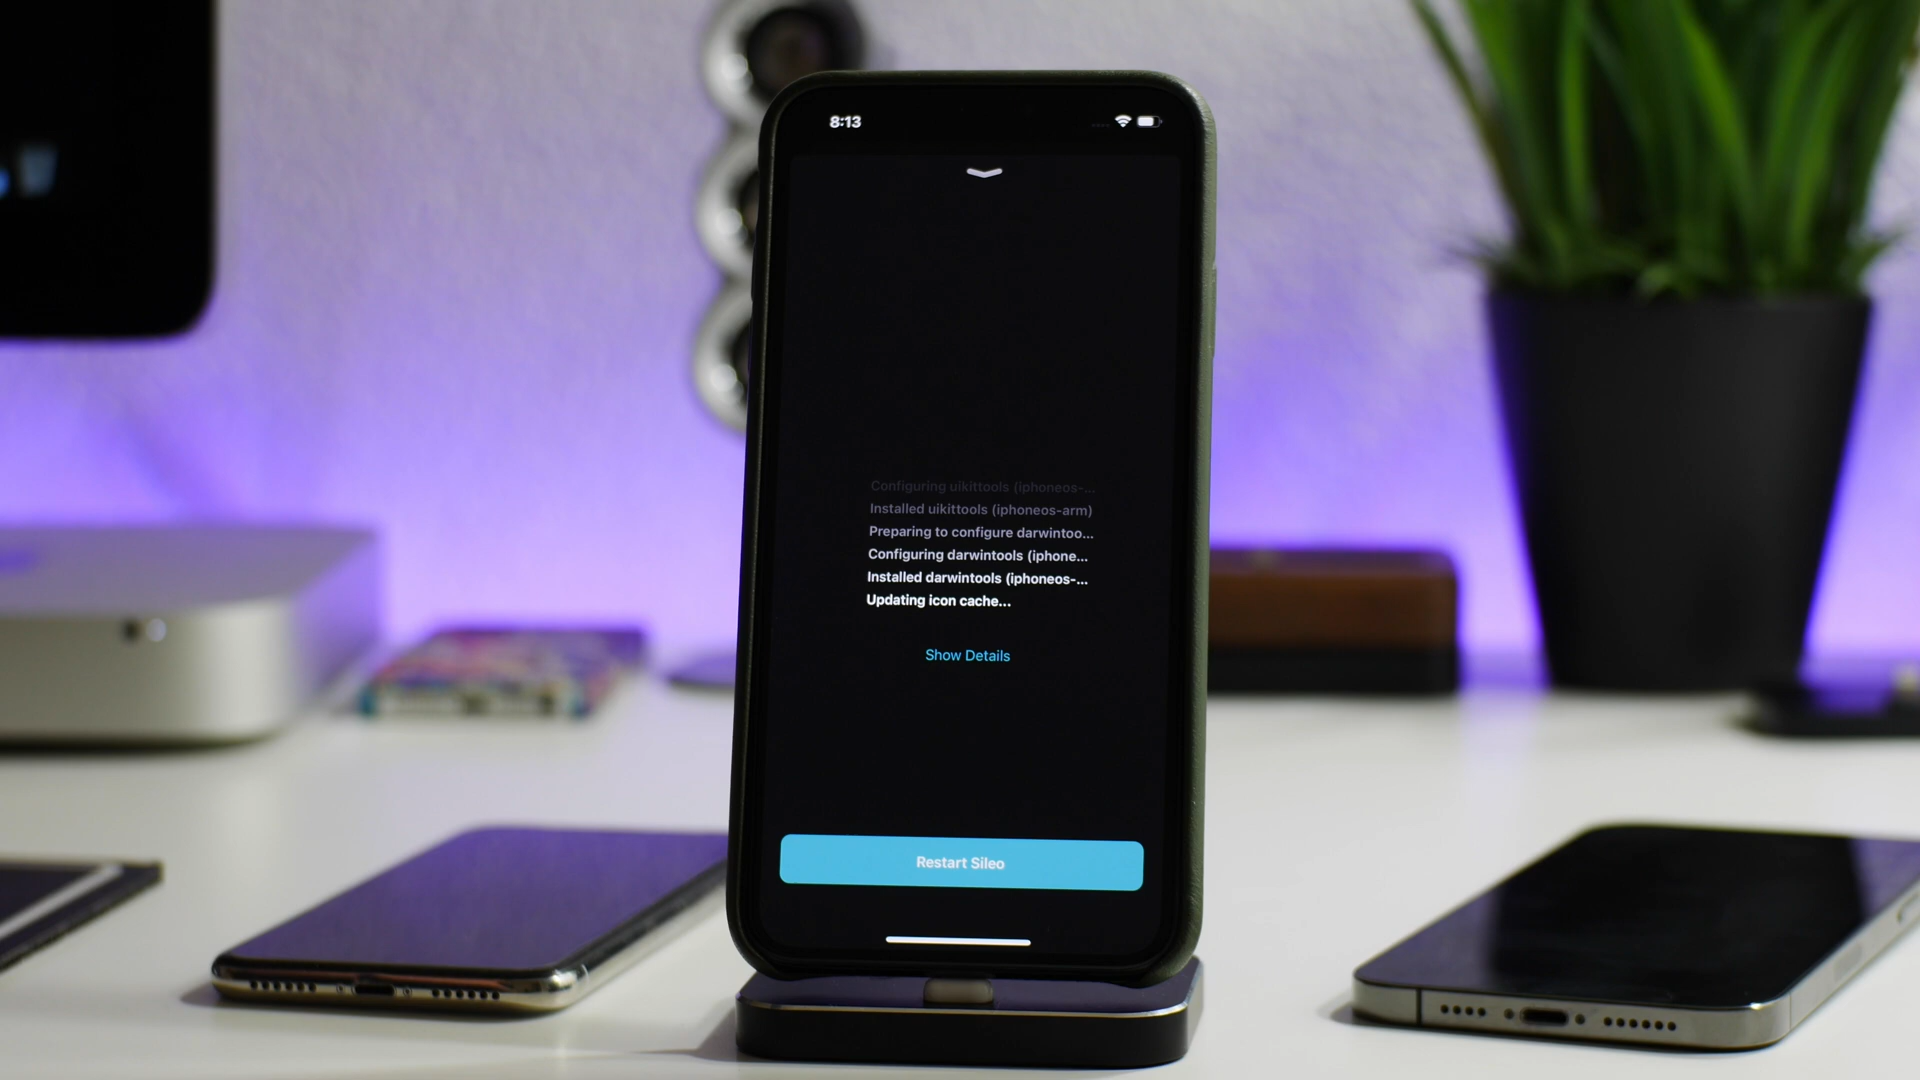 8:13
Configuring uikittools (iphoneos-...
Installed uikittools (iphoneos-arm)
Preparing to configure darwintoo...
Configuring darwintools (iphone...
Installed darwintools (iphoneos-...
Updating icon cache...
Show Details
Restart Sileo